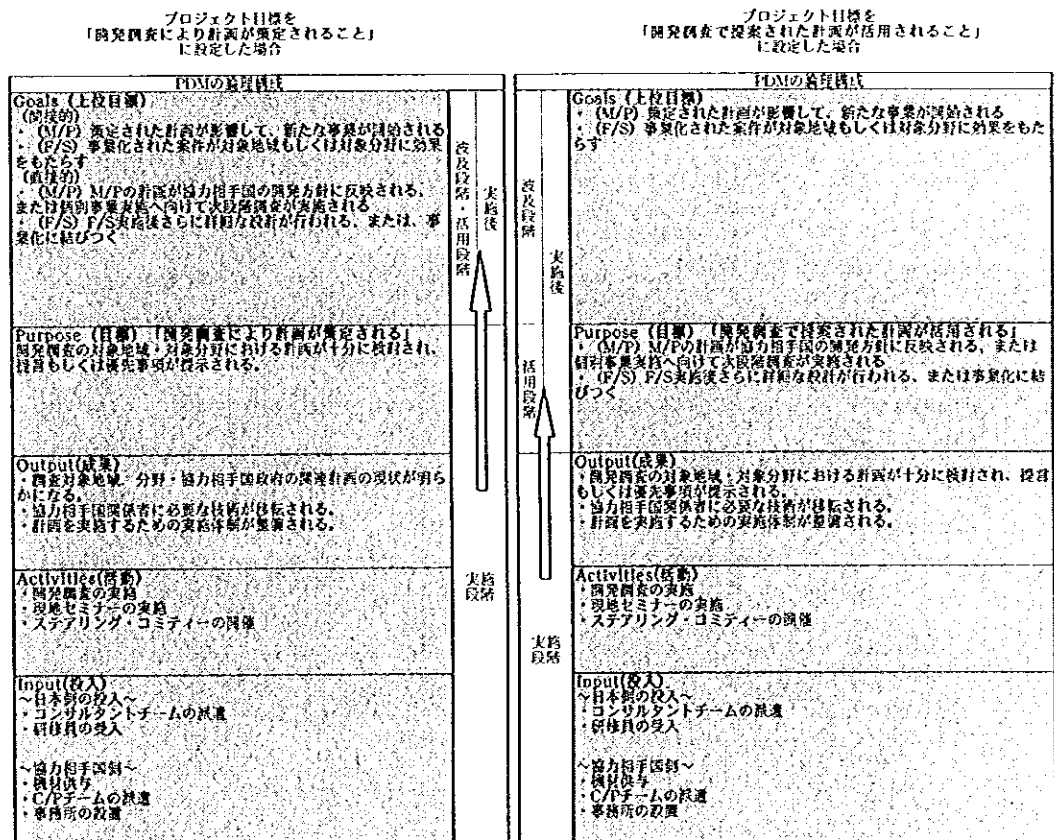 プロジェクト目標を
「開発調査により計画が策定されること」
に設定した場合
PDMの論理構成
Goals (上位目標)
(間接的)
・ (M/P) 策定された計画が影響して、新たな事業が開始される
・ (F/S) 事業化された案件が対象地域もしくは対象分野に効果
をもたらす
(直接的)
・ (M/P) M/Pの計画が協力相手国の開発方針に反映される、
または個別事業実施へ向けて次段階調査が実施される
・ (F/S) F/S実施後さらに詳細な設計が行われる、または、事
業化に結びつく
波及段階・活用段階
実施後
Purpose (目標) 「開発調査により計画が策定される」
開発調査の対象地域・対象分野における計画が十分に検討され、
提言もしくは優先事項が提示される。
Output(成果)
・調査対象地域・分野・協力相手国政府の関連計画の現状が明ら
かになる。
・協力相手国関係者に必要な技術が移転される。
・計画を実施するための実施体制が整備される。
Activities(活動)
・開発調査の実施
・現地セミナーの実施
・ステアリング・コミティーの開催
実施
段階
Input(投入)
～日本側の投入～
・コンサルタントチームの派遣
・研修員の受入
～協力相手国側～
・機材供与
・C/Pチームの派遣
・事務所の設置
プロジェクト目標を
「開発調査で提案された計画が活用されること」
に設定した場合
PDMの論理構成
波及段階
実施後
活用段階
Goals (上位目標)
・ (M/P) 策定された計画が影響して、新たな事業が開始される
・ (F/S) 事業化された案件が対象地域もしくは対象分野に効果をもた
らす
Purpose (目標) 「開発調査で提案された計画が活用される」
・ (M/P) M/Pの計画が協力相手国の開発方針に反映される、または
個別事業実施へ向けて次段階調査が実施される
・ (F/S) F/S実施後さらに詳細な設計が行われる、または事業化に結
びつく
Output(成果)
・開発調査の対象地域・対象分野における計画が十分に検討され、提言
もしくは優先事項が提示される。
・協力相手国関係者に必要な技術が移転される。
・計画を実施するための実施体制が整備される。
Activities(活動)
・開発調査の実施
・現地セミナーの実施
・ステアリング・コミティーの開催
実施
段階
Input(投入)
～日本側の投入～
・コンサルタントチームの派遣
・研修員の受入
～協力相手国側～
・機材供与
・C/Pチームの派遣
・事務所の設置